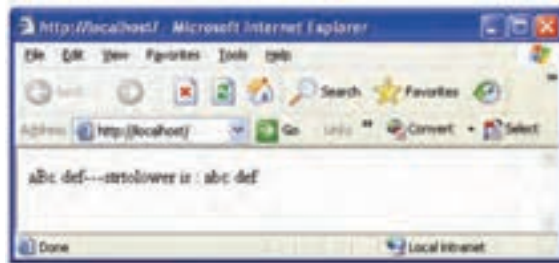 http://localhost/ - Microsoft Internet Explorer
File Edit View Favorites Tools Help
Search Favorites
Address http://localhost/ Go Links " Convert Select
aBc def---strtolower is : abc def
Done Local intranet